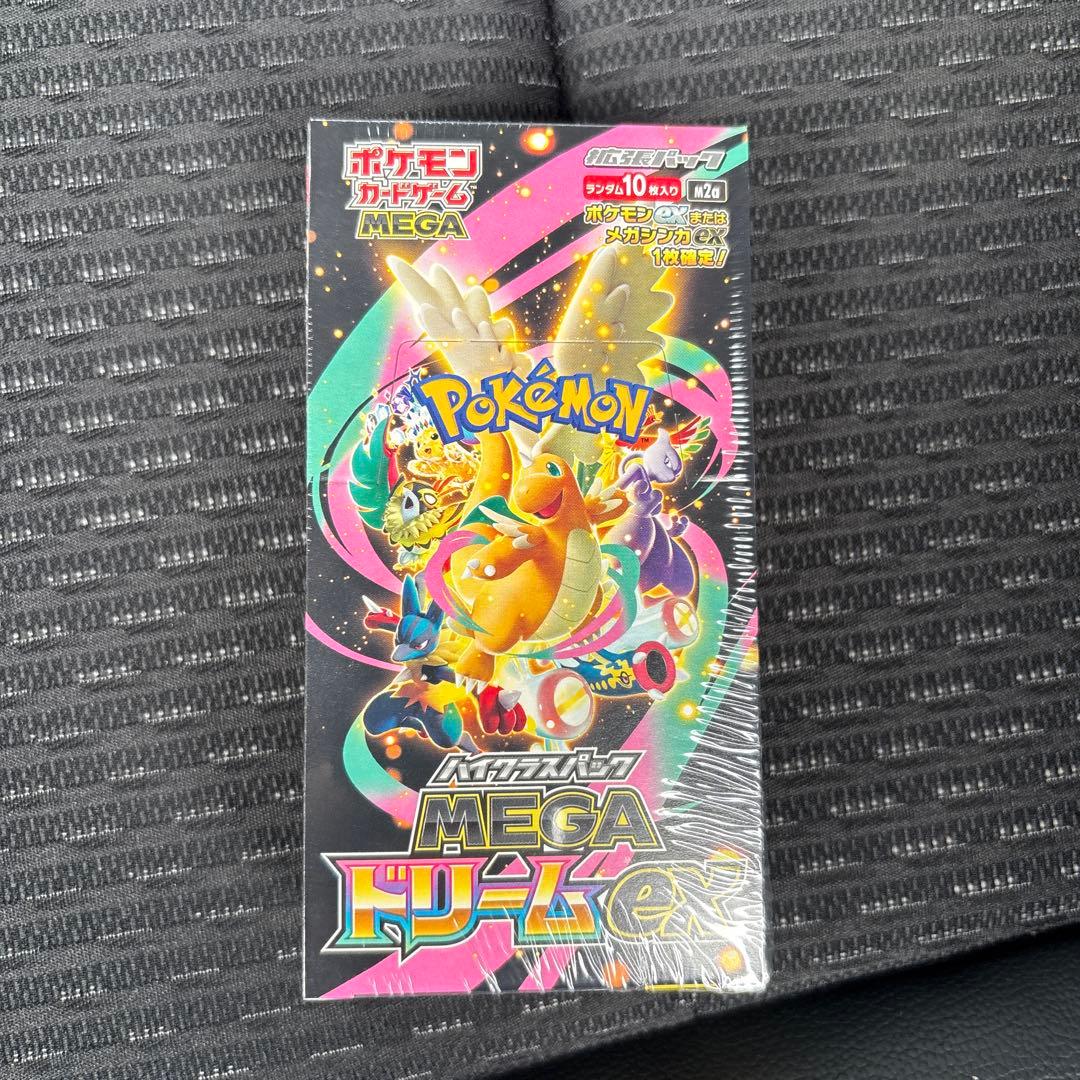 ポケモン
カードゲーム™
MEGA
拡張パック
ランダム10枚入り M2a
ポケモンexまたは
メガシンカex
1枚確定!
POKÉMON™
ハイクラスパック
MEGA
ドリームex